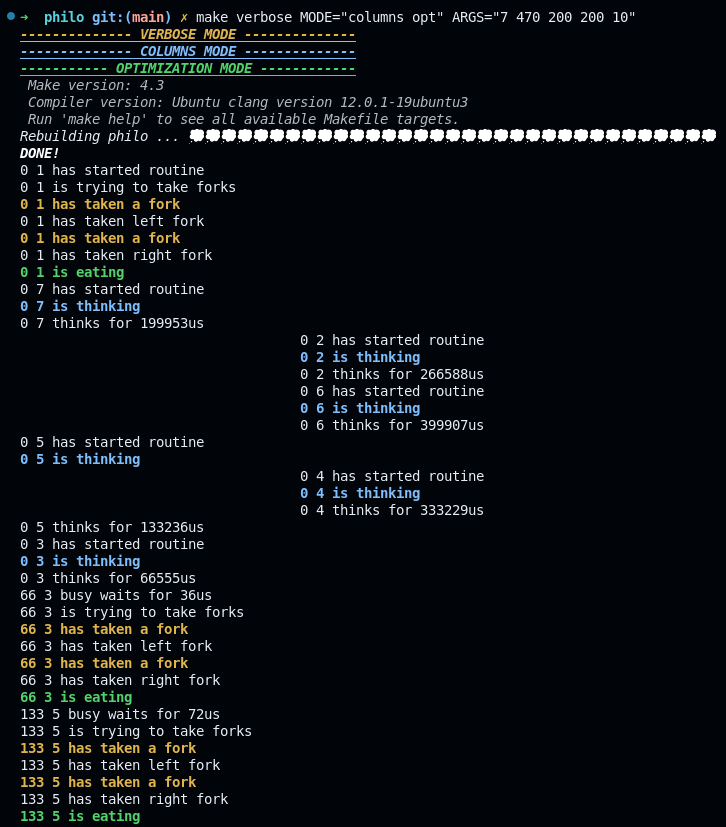 ➜  philo git:(main) ✗ make verbose MODE="columns opt" ARGS="7 470 200 200 10"
-------------- VERBOSE MODE --------------
-------------- COLUMNS MODE --------------
----------- OPTIMIZATION MODE ------------
Make version: 4.3
Compiler version: Ubuntu clang version 12.0.1-19ubuntu3
Run 'make help' to see all available Makefile targets.
Rebuilding philo ... 💭💭💭💭💭💭💭💭💭💭💭💭💭💭💭💭💭💭💭💭💭💭💭💭💭💭💭💭💭💭💭💭💭
DONE!
0 1 has started routine
0 1 is trying to take forks
0 1 has taken a fork
0 1 has taken left fork
0 1 has taken a fork
0 1 has taken right fork
0 1 is eating
0 7 has started routine
0 7 is thinking
0 7 thinks for 199953us
0 2 has started routine
0 2 is thinking
0 2 thinks for 266588us
0 6 has started routine
0 6 is thinking
0 6 thinks for 399907us
0 5 has started routine
0 5 is thinking
0 4 has started routine
0 4 is thinking
0 4 thinks for 333229us
0 5 thinks for 133236us
0 3 has started routine
0 3 is thinking
0 3 thinks for 66555us
66 3 busy waits for 36us
66 3 is trying to take forks
66 3 has taken a fork
66 3 has taken left fork
66 3 has taken a fork
66 3 has taken right fork
66 3 is eating
133 5 busy waits for 72us
133 5 is trying to take forks
133 5 has taken a fork
133 5 has taken left fork
133 5 has taken a fork
133 5 has taken right fork
133 5 is eating